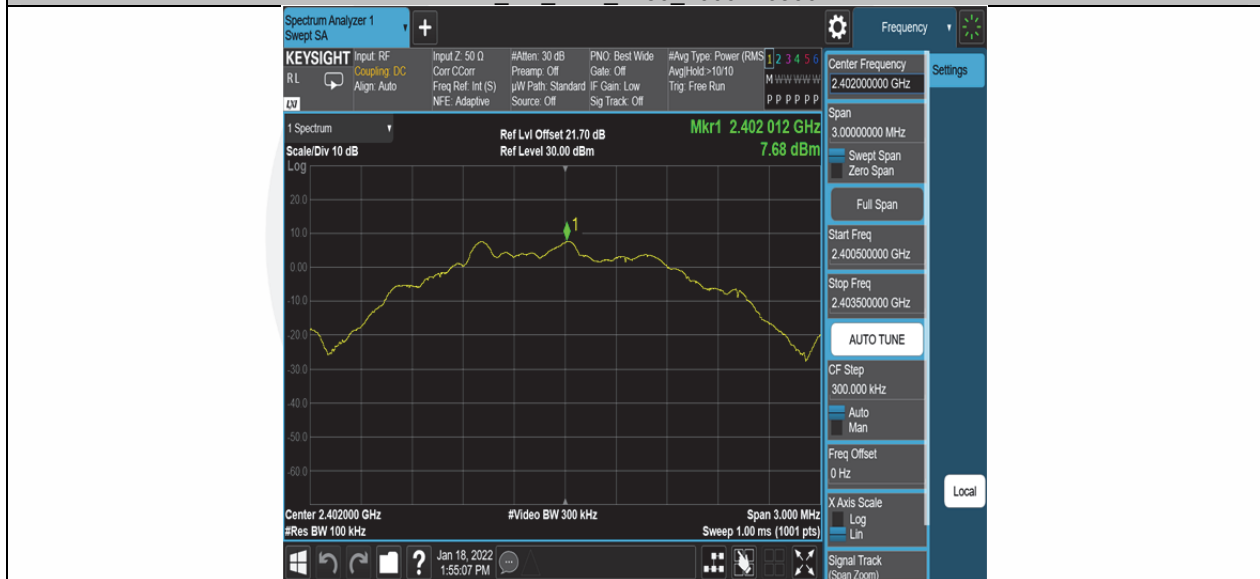 Spectrum Analyzer 1
Swept SA
Frequency
KEYSIGHT
RL
LXI
Input: RF
Coupling: DC
Align: Auto
Input Z: 50 Ω
Corr CCorr
Freq Ref: Int (S)
NFE: Adaptive
#Atten: 30 dB
Preamp: Off
µW Path: Standard
Source: Off
PNO: Best Wide
Gate: Off
IF Gain: Low
Sig Track: Off
#Avg Type: Power (RMS
Avg|Hold:>10/10
Trig: Free Run
1 2 3 4 5 6
M W W W W W
P P P P P P
1 Spectrum
Scale/Div 10 dB
Log
Ref Lvl Offset 21.70 dB
Ref Level 30.00 dBm
Mkr1 2.402 012 GHz
7.68 dBm
20.0
10.0
0.00
-10.0
-20.0
-30.0
-40.0
-50.0
-60.0
1
Center 2.402000 GHz
#Res BW 100 kHz
#Video BW 300 kHz
Span 3.000 MHz
Sweep 1.00 ms (1001 pts)
Jan 18, 2022
1:55:07 PM
Center Frequency
2.402000000 GHz
Span
3.00000000 MHz
Swept Span
Zero Span
Full Span
Start Freq
2.400500000 GHz
Stop Freq
2.403500000 GHz
AUTO TUNE
CF Step
300.000 kHz
Auto
Man
Freq Offset
0 Hz
X Axis Scale
Log
Lin
Signal Track
(Span Zoom)
Settings
Local